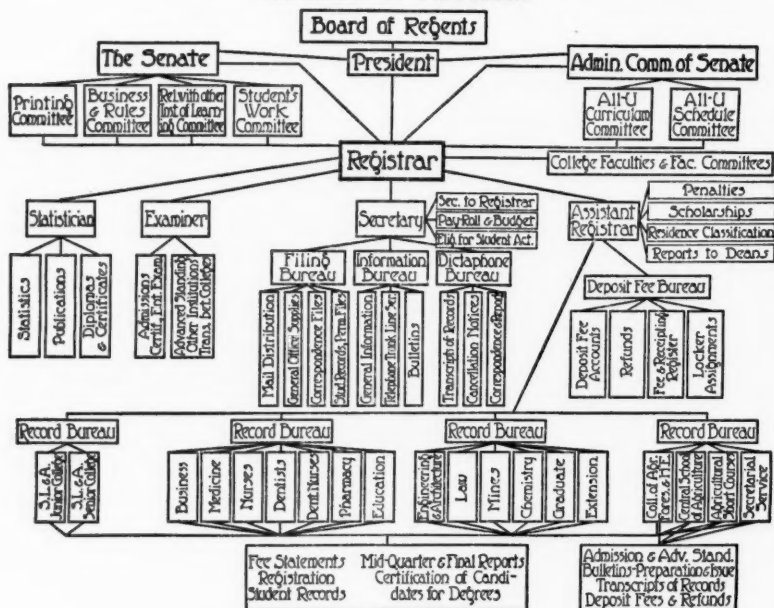 Board of Regents
The Senate
President
Admin. Comm. of Senate
Printing
Committee
Business
& Rules
Committee
Rel. with other
Inst. of Learn-
ing Committee
Student's
Work
Committee
All-U
Curriculum
Committee
All-U
Schedule
Committee
Registrar
College Faculties & Fac. Committees
Statistician
Examiner
Secretary
Sec. to Registrar
Pay-Roll & Budget
Elig. for Student Act.
Assistant
Registrar
Penalties
Scholarships
Residence Classification
Reports to Deans
Statistics
Publications
Diplomas
& Certificates
Admissions
Certif., Ent. Exam.
Advanced Standing
Other Institutions
Trans. bet. Colleges
Filing
Bureau
Information
Bureau
Dictaphone
Bureau
Mail Distribution
General Office Supplies
Correspondence Files
Stud. Records, Perm. Files
General Information
Telephone Trunk Line Ser.
Bulletins
Transcripts of Records
Cancellation Notices
Correspondence & Reports
Deposit Fee Bureau
Deposit Fee
Accounts
Refunds
Fee & Receipting
Register
Locker
Assignments
Record Bureau
Record Bureau
Record Bureau
Record Bureau
S.L.& A.
Junior College
S.L.& A.
Senior College
Business
Medicine
Nurses
Dentists
Dent. Nurses
Pharmacy
Education
Engineering
& Architecture
Law
Mines
Chemistry
Graduate
Extension
Coll. of Agr.
Fores. & H.E.
Central School
of Agriculture
Agricultural
Short Courses
Secretarial
Service
Fee Statements
Registration
Student Records
Mid-Quarter & Final Reports
Certification of Candi-
dates for Degrees
Admission & Adv. Stand.
Bulletins-Preparation & Issue
Transcripts of Records
Deposit Fees & Refunds